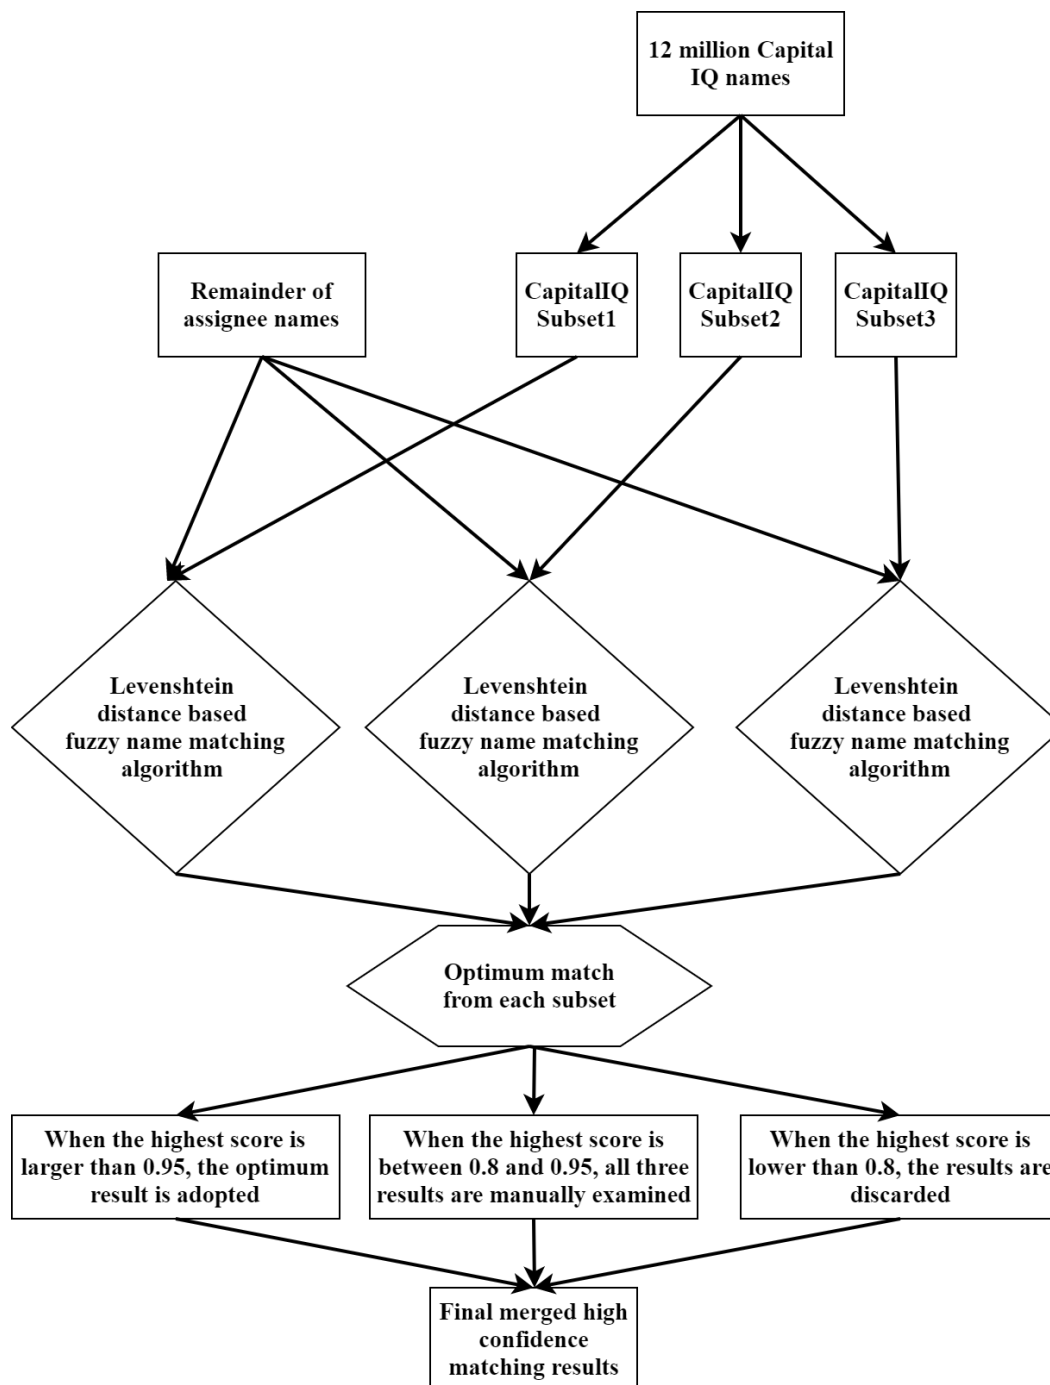 12 million Capital
IQ names
Remainder of
assignee names
CapitalIQ
Subset1
CapitalIQ
Subset2
CapitalIQ
Subset3
Levenshtein
distance based
fuzzy name matching
algorithm
Levenshtein
distance based
fuzzy name matching
algorithm
Levenshtein
distance based
fuzzy name matching
algorithm
Optimum match
from each subset
When the highest score is
larger than 0.95, the optimum
result is adopted
When the highest score is
between 0.8 and 0.95, all three
results are manually examined
When the highest score is
lower than 0.8, the results are
discarded
Final merged high
confidence
matching results